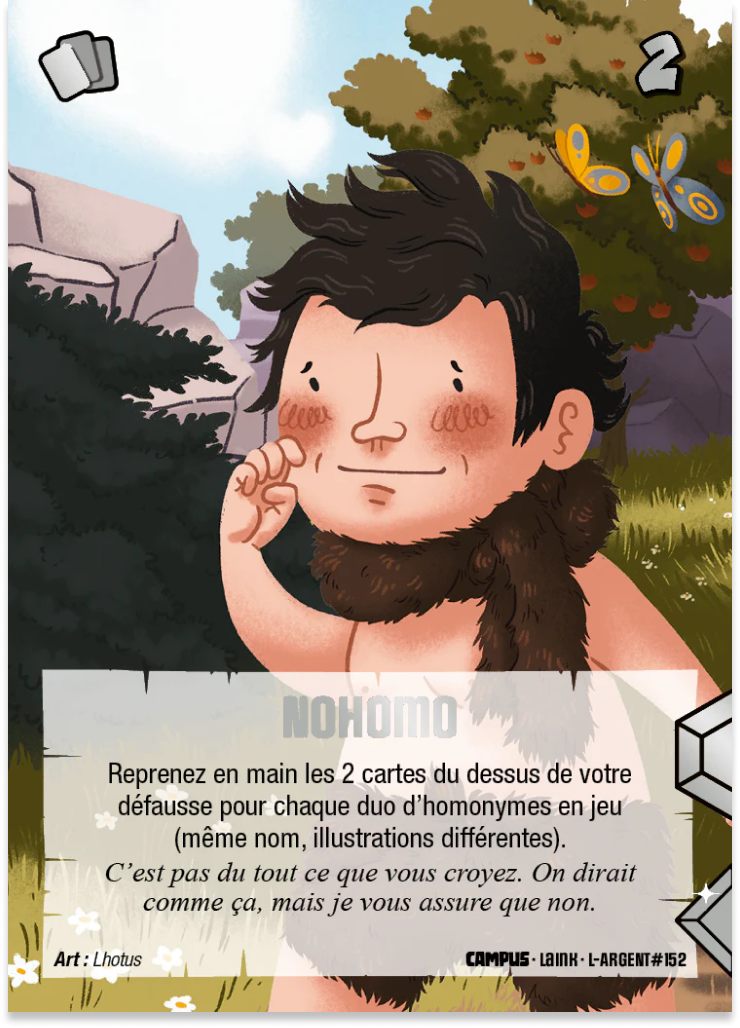 2
NOHOMO
Reprenez en main les 2 cartes du dessus de votre
défausse pour chaque duo d'homonymes en jeu
(même nom, illustrations différentes).
C'est pas du tout ce que vous croyez. On dirait
comme ça, mais je vous assure que non.
Art : Lhotus
CAMPUS · LaINK · L-ARGENT#152